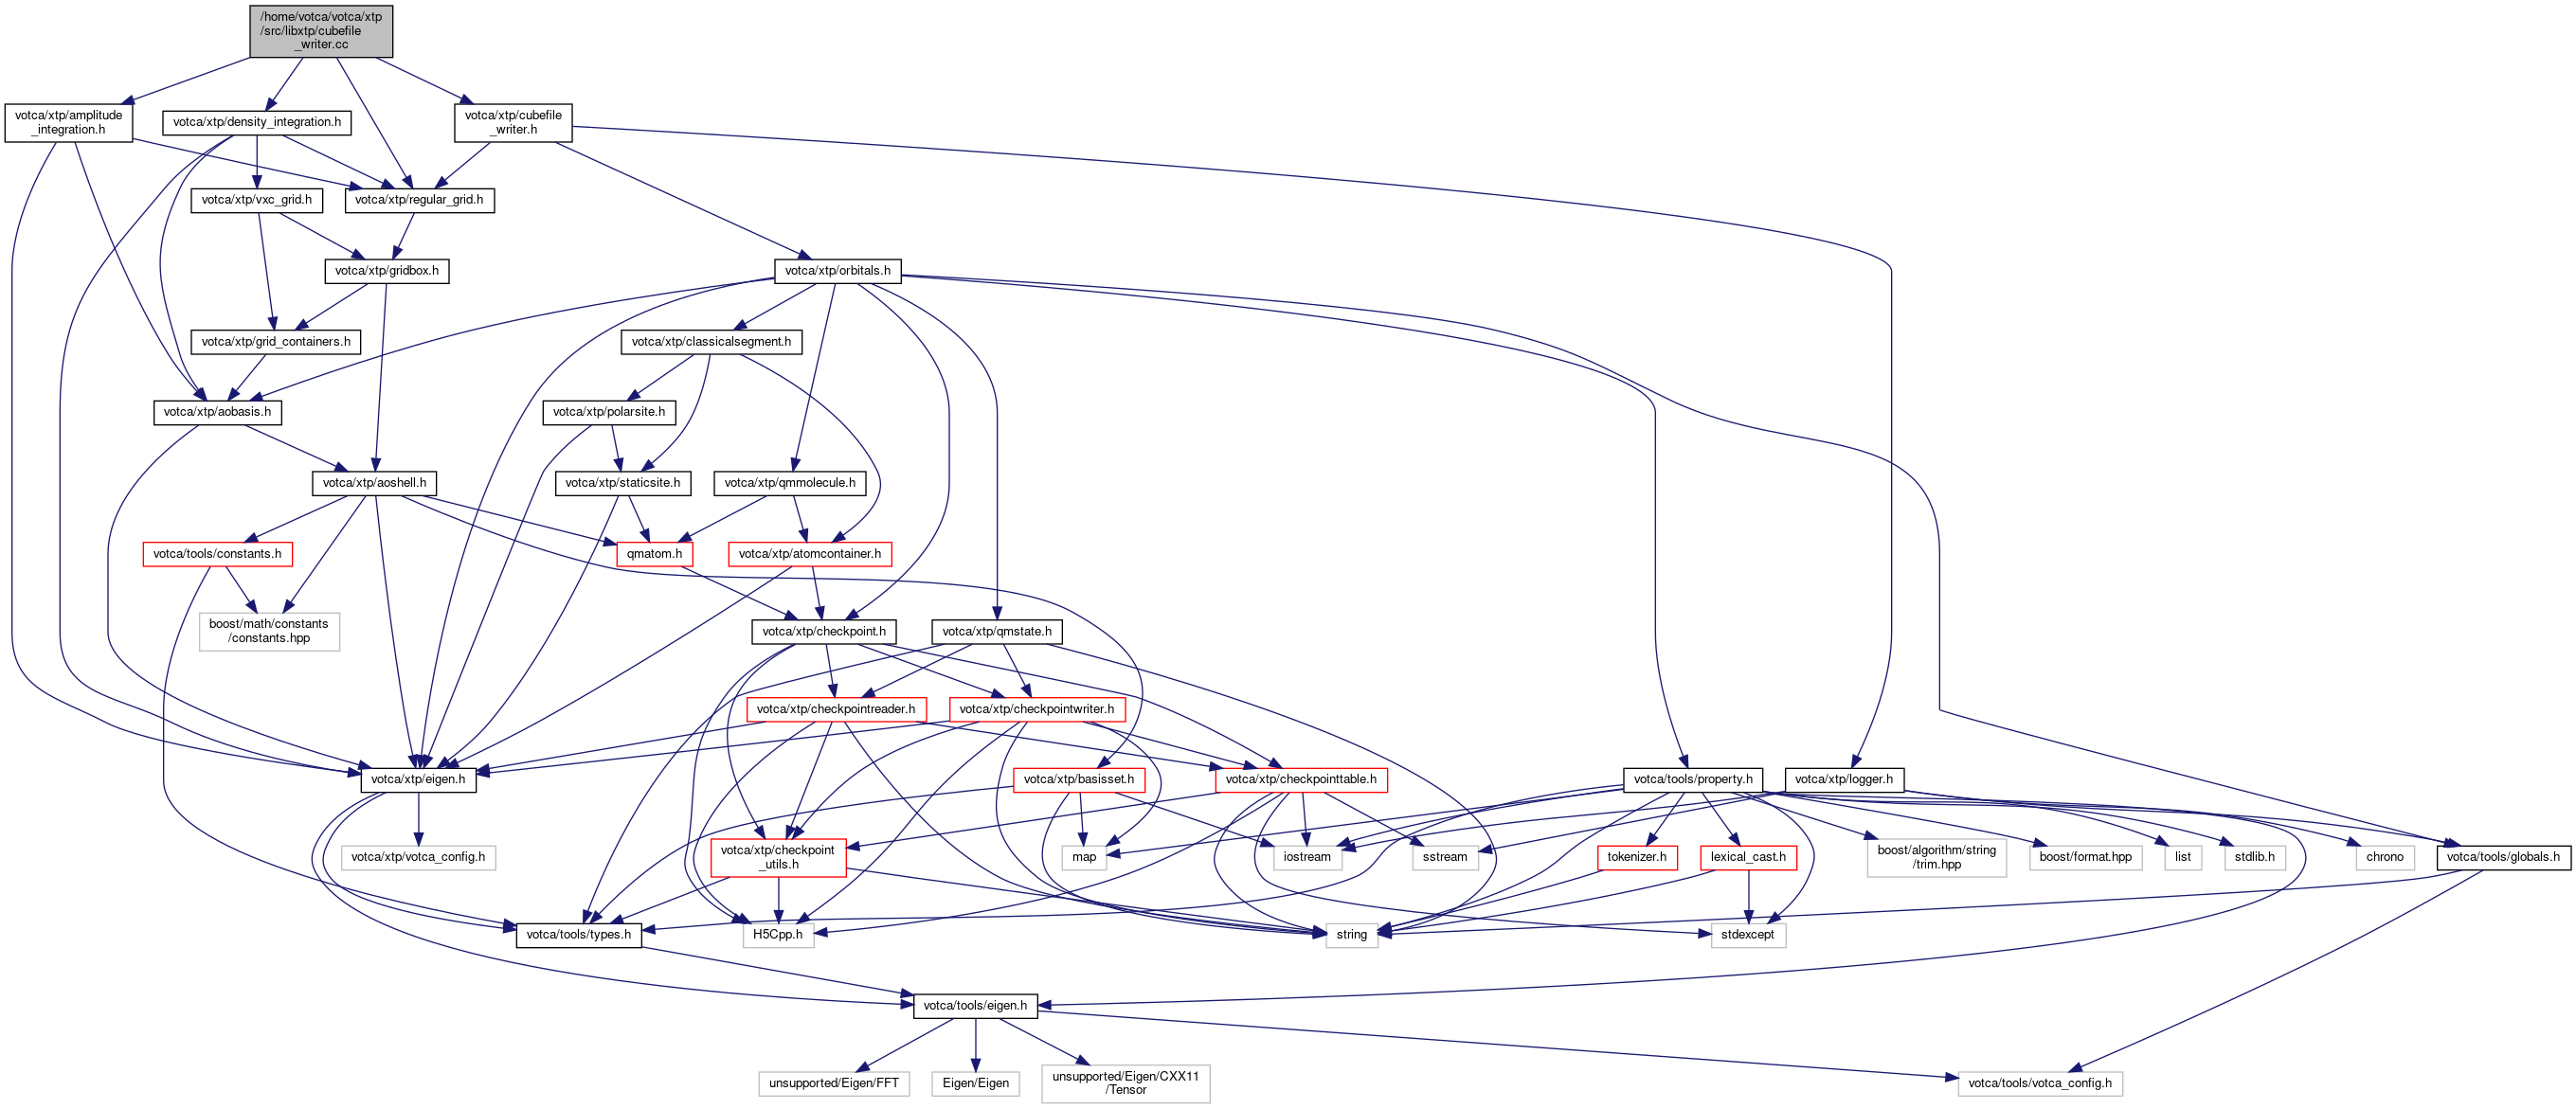 /home/votca/votca/xtp
/src/libxtp/cubefile
_writer.cc
votca/xtp/amplitude
_integration.h
votca/xtp/density_integration.h
votca/xtp/cubefile
_writer.h
votca/xtp/vxc_grid.h
votca/xtp/regular_grid.h
votca/xtp/gridbox.h
votca/xtp/orbitals.h
votca/xtp/grid_containers.h
votca/xtp/classicalsegment.h
votca/xtp/aobasis.h
votca/xtp/polarsite.h
votca/xtp/aoshell.h
votca/xtp/staticsite.h
votca/xtp/qmmolecule.h
votca/tools/constants.h
qmatom.h
votca/xtp/atomcontainer.h
boost/math/constants
/constants.hpp
votca/xtp/checkpoint.h
votca/xtp/qmstate.h
votca/xtp/checkpointreader.h
votca/xtp/checkpointwriter.h
votca/xtp/eigen.h
votca/xtp/basisset.h
votca/xtp/checkpointtable.h
votca/tools/property.h
votca/xtp/logger.h
votca/xtp/votca_config.h
votca/xtp/checkpoint
_utils.h
map
iostream
sstream
tokenizer.h
lexical_cast.h
boost/algorithm/string
/trim.hpp
boost/format.hpp
list
stdlib.h
chrono
votca/tools/globals.h
votca/tools/types.h
H5Cpp.h
string
stdexcept
votca/tools/eigen.h
unsupported/Eigen/FFT
Eigen/Eigen
unsupported/Eigen/CXX11
/Tensor
votca/tools/votca_config.h